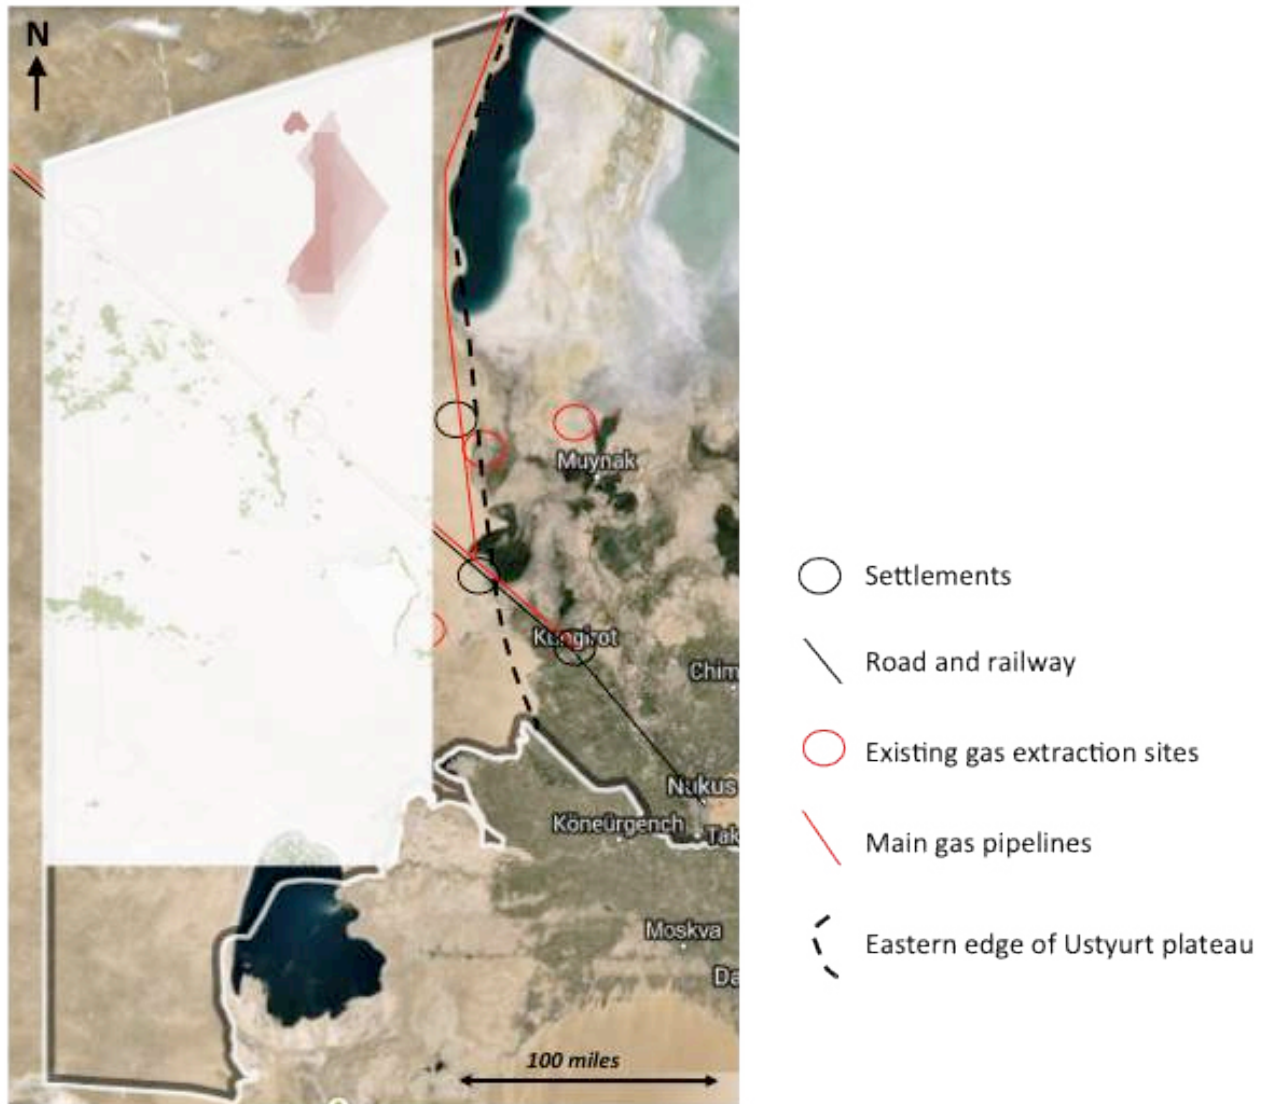 N
Muynak
Kungirot
Chim
Nukus
Köneürgench
Tak
Moskva
Da
100 miles
Settlements
Road and railway
Existing gas extraction sites
Main gas pipelines
Eastern edge of Ustyurt plateau